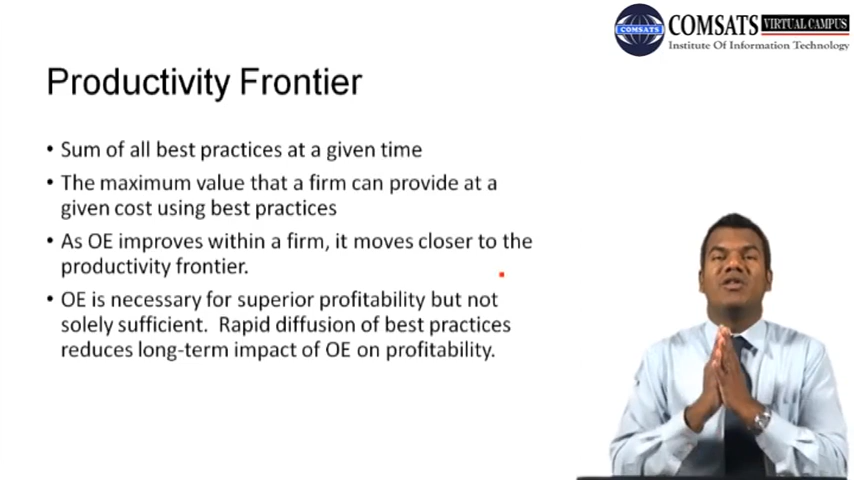 COMSATS VIRTUAL CAMPUS
COMSATS
Institute Of Information Technology
Productivity Frontier
• Sum of all best practices at a given time
• The maximum value that a firm can provide at a
given cost using best practices
• As OE improves within a firm, it moves closer to the
productivity frontier.
• OE is necessary for superior profitability but not
solely sufficient. Rapid diffusion of best practices
reduces long-term impact of OE on profitability.